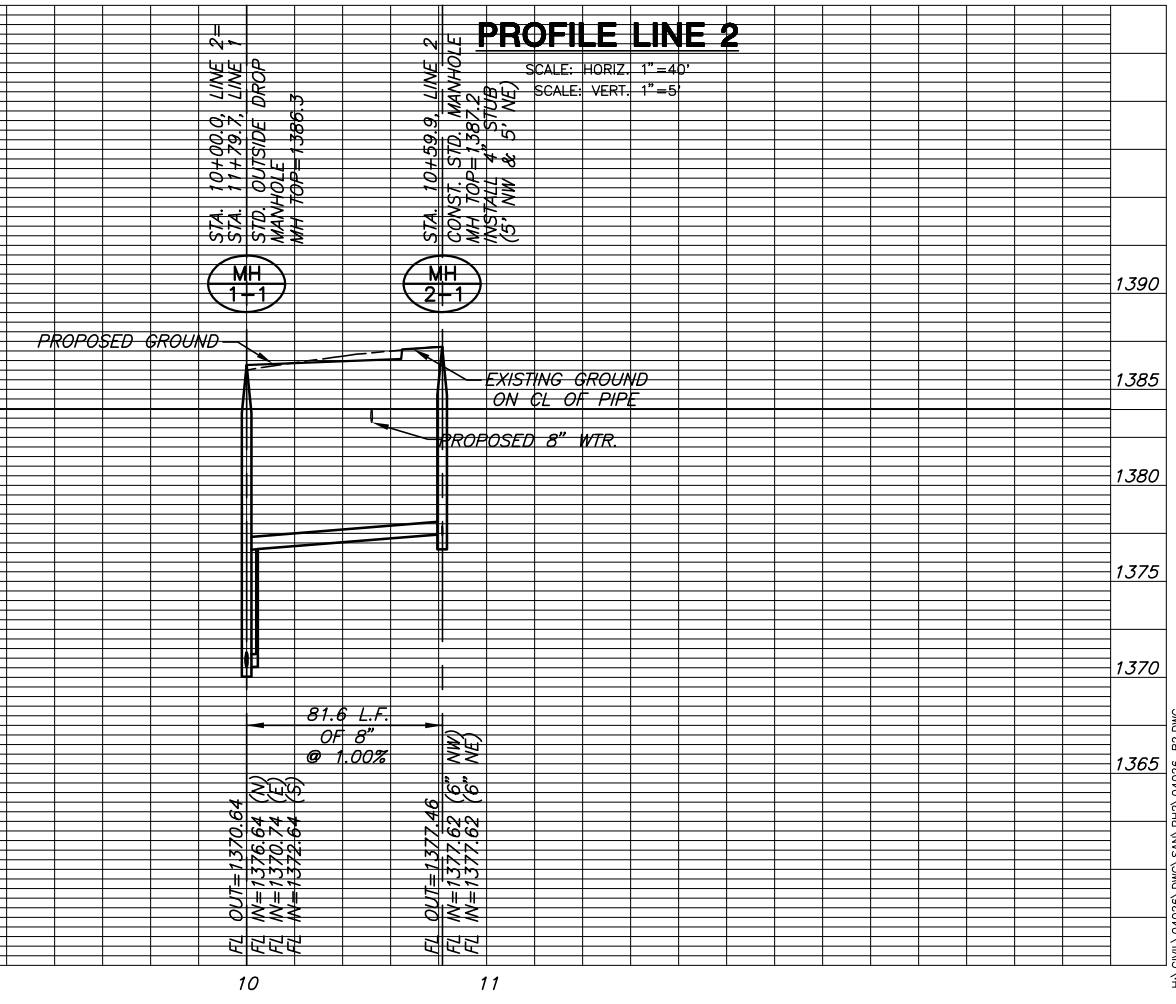 PROFILE LINE 2
SCALE: HORIZ. 1"=40'
SCALE: VERT. 1"=5'
STA. 10+00.0, LINE 2=
STA. 11+79.7, LINE 1
STD. OUTSIDE DROP
MANHOLE
MH TOP=1386.3
STA. 10+59.9, LINE 2
CONST. STD. MANHOLE
MH TOP=1387.2
INSTALL 4" STUB
(5' NW & 5' NE)
MH
1-1
MH
2-1
1390
PROPOSED GROUND
EXISTING GROUND
ON CL OF PIPE
1385
PROPOSED 8" WTR.
1380
1375
1370
81.6 L.F.
OF 8"
@ 1.00%
1365
FL OUT=1370.64
FL IN=1376.64 (N)
FL IN=1370.74 (E)
FL IN=1372.64 (S)
FL OUT=1377.46
FL IN=1377.62 (6" NW)
FL IN=1377.62 (6" NE)
10
11